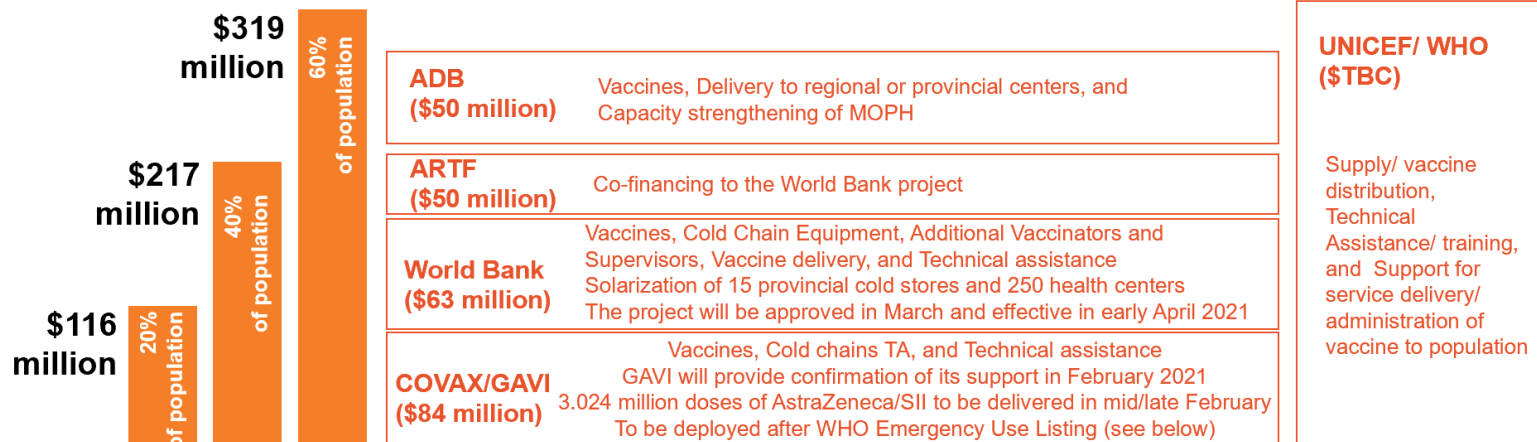 $319
million
60%
of population
$217
million
40%
of population
$116
million
20%
of population
ADB
($50 million)
Vaccines, Delivery to regional or provincial centers, and
Capacity strengthening of MOPH
ARTF
($50 million)
Co-financing to the World Bank project
World Bank
($63 million)
Vaccines, Cold Chain Equipment, Additional Vaccinators and
Supervisors, Vaccine delivery, and Technical assistance
Solarization of 15 provincial cold stores and 250 health centers
The project will be approved in March and effective in early April 2021
COVAX/GAVI
($84 million)
Vaccines, Cold chains TA, and Technical assistance
GAVI will provide confirmation of its support in February 2021
3.024 million doses of AstraZeneca/SII to be delivered in mid/late February
To be deployed after WHO Emergency Use Listing (see below)
UNICEF/ WHO
($TBC)
Supply/ vaccine
distribution,
Technical
Assistance/ training,
and  Support for
service delivery/
administration of
vaccine to population